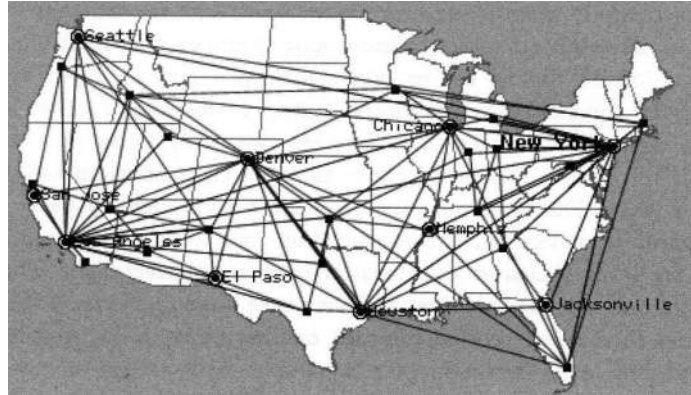 Seattle
Chicago
New York
Denver
San Jose
Memphis
Los Angeles
El Paso
Jacksonville
Houston